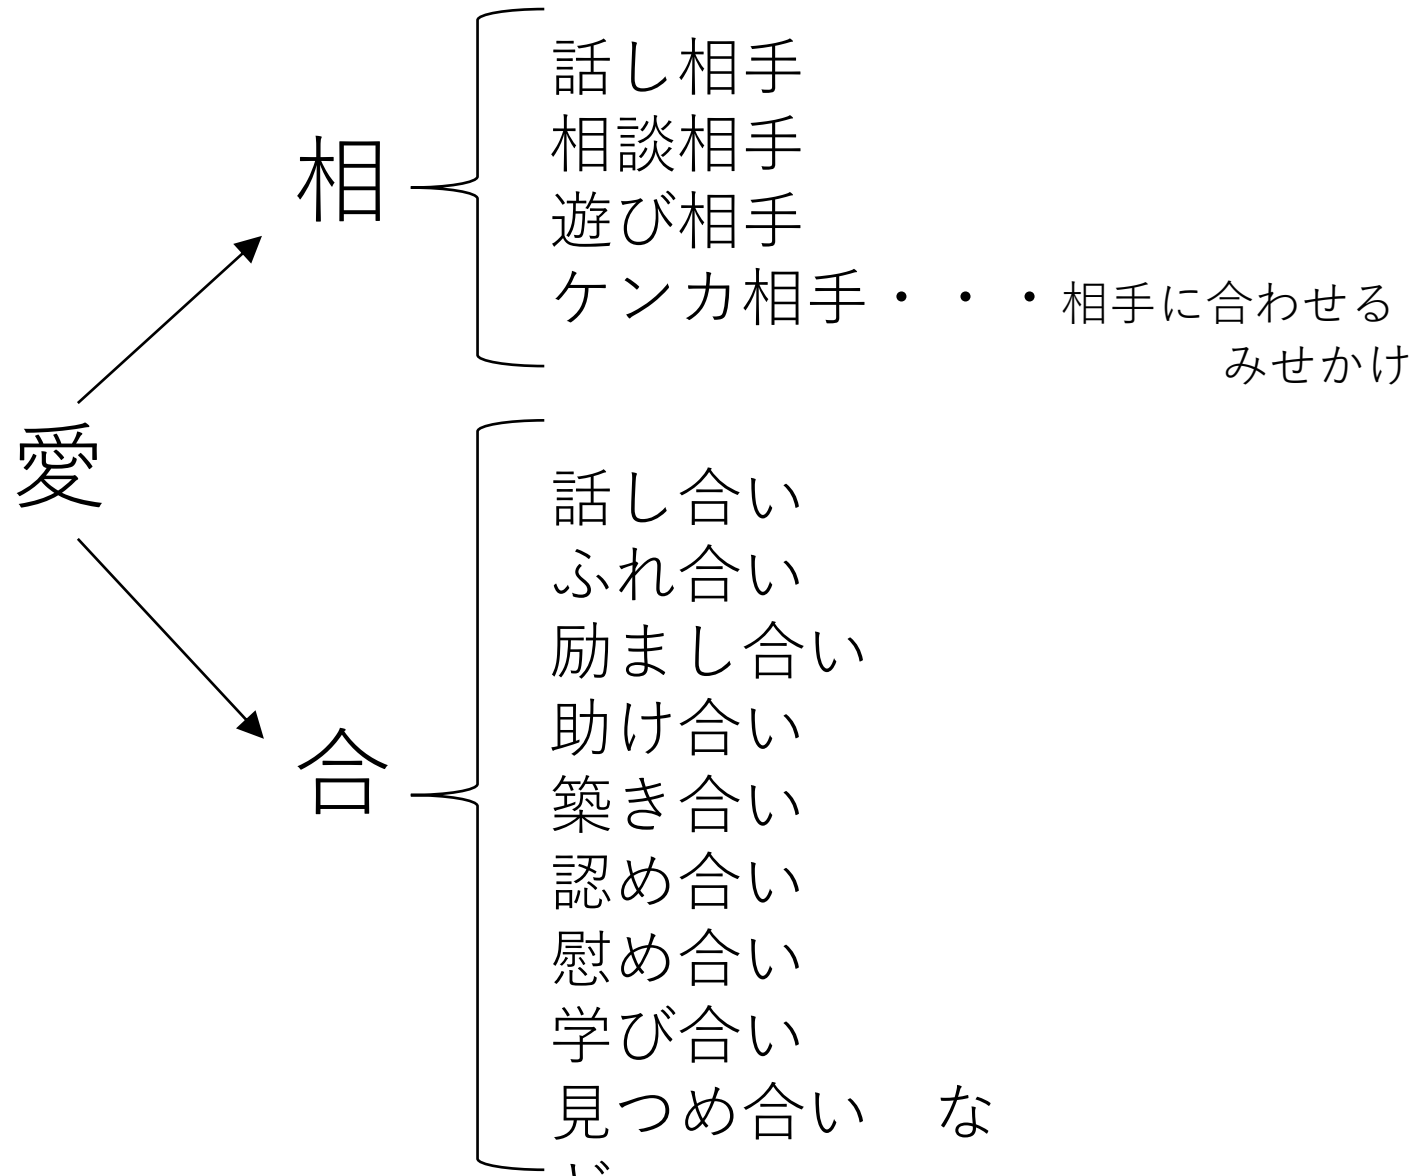 愛
相
話し相手
相談相手
遊び相手
ケンカ相手・・・相手に合わせる
みせかけ
合
話し合い
ふれ合い
励まし合い
助け合い
築き合い
認め合い
慰め合い
学び合い
見つめ合い　な
ど